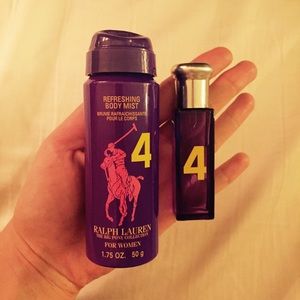 REFRESHING
BODY MIST
BRUME RAFRAICHISSANTE
POUR LE CORPS
4
RALPH LAUREN
THE BIG PONY COLLECTION
FOR WOMEN
1.75 OZ. 50 g
4